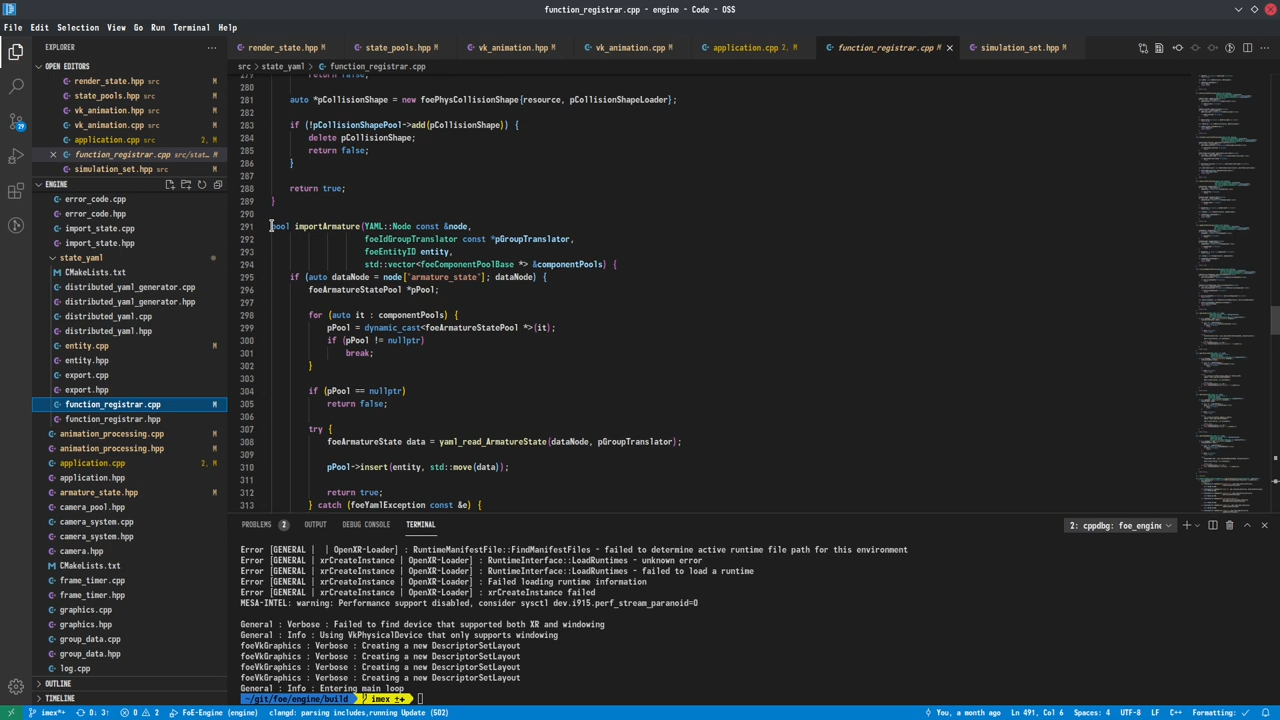 function_registrar.cpp - engine - Code - OSS
File Edit Selection View Go Run Terminal Help
EXPLORER
OPEN EDITORS
render_state.hpp src M
state_pools.hpp src M
vk_animation.hpp src M
vk_animation.cpp src M
application.cpp src 2, M
function_registrar.cpp src/stat... M
simulation_set.hpp src M
29
ENGINE
error_code.cpp
error_code.hpp
import_state.cpp
import_state.hpp
state_yaml
CMakeLists.txt
distributed_yaml_generator.cpp
distributed_yaml_generator.hpp
distributed_yaml.cpp
distributed_yaml.hpp
entity.cpp M
entity.hpp
export.cpp
export.hpp
function_registrar.cpp M
function_registrar.hpp
animation_processing.cpp M
animation_processing.hpp
application.cpp 2, M
application.hpp
armature_state.hpp M
camera_pool.hpp
camera_system.cpp
camera_system.hpp
camera.hpp
CMakeLists.txt
frame_timer.cpp
frame_timer.hpp
graphics.cpp
graphics.hpp
group_data.cpp
group_data.hpp
log.cpp
OUTLINE
TIMELINE
render_state.hpp M state_pools.hpp M vk_animation.hpp M vk_animation.cpp M application.cpp 2, M function_registrar.cpp M simulation_set.hpp M
src > state_yaml > function_registrar.cpp
279 return false;
280
281 auto *pCollisionShape = new foePhysCollisionShape{resource, pCollisionShapeLoader};
282
283 if (!pCollisionShapePool->add(pCollisionShape)) {
284 delete pCollisionShape;
285 return false;
286 }
287
288 return true;
289 }
290
291 bool importArmature(YAML::Node const &node,
292 foeIdGroupTranslator const *pGroupTranslator,
293 foeEntityID entity,
294 std::vector<foeComponentPoolBase *> &componentPools) {
295 if (auto dataNode = node["armature_state"]; dataNode) {
296 foeArmatureStatePool *pPool;
297
298 for (auto it : componentPools) {
299 pPool = dynamic_cast<foeArmatureStatePool *>(it);
300 if (pPool != nullptr)
301 break;
302 }
303
304 if (pPool == nullptr)
305 return false;
306
307 try {
308 foeArmatureState data = yaml_read_ArmatureState(dataNode, pGroupTranslator);
309
310 pPool->insert(entity, std::move(data));
311
312 return true;
313 } catch (foeYamlException const &e) {
PROBLEMS 2 OUTPUT DEBUG CONSOLE TERMINAL 2: cppdbg: foe_engine
Error [GENERAL | | OpenXR-Loader] : RuntimeManifestFile::FindManifestFiles - failed to determine active runtime file path for this environment
Error [GENERAL | xrCreateInstance | OpenXR-Loader] : RuntimeInterface::LoadRuntimes - unknown error
Error [GENERAL | xrCreateInstance | OpenXR-Loader] : RuntimeInterface::LoadRuntimes - failed to load a runtime
Error [GENERAL | xrCreateInstance | OpenXR-Loader] : Failed loading runtime information
Error [GENERAL | xrCreateInstance | OpenXR-Loader] : xrCreateInstance failed
MESA-INTEL: warning: Performance support disabled, consider sysctl dev.i915.perf_stream_paranoid=0
General : Verbose : Failed to find device that supported both XR and windowing
General : Info : Using VkPhysicalDevice that only supports windowing
foeVkGraphics : Verbose : Creating a new DescriptorSetLayout
foeVkGraphics : Verbose : Creating a new DescriptorSetLayout
foeVkGraphics : Verbose : Creating a new DescriptorSetLayout
foeVkGraphics : Verbose : Creating a new DescriptorSetLayout
General : Info : Entering main loop
~/git/foe/engine/build imex ±+
imex*+ 0↓ 3↑ 0 2 FoE-Engine (engine) clangd: parsing includes,running Update (502) You, a month ago Ln 491, Col 6 Spaces: 4 UTF-8 LF C++ Formatting: ✓